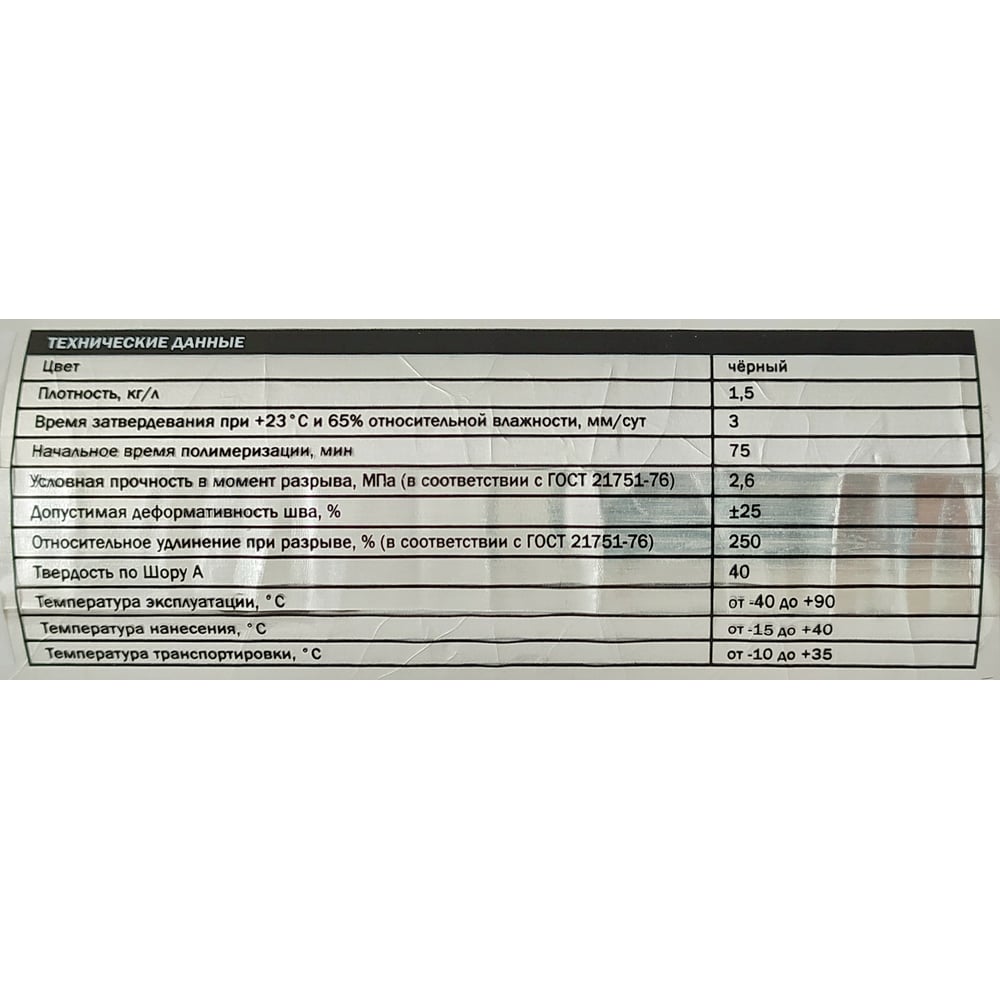 ТЕХНИЧЕСКИЕ ДАННЫЕ
Цвет чёрный
Плотность, кг/л 1,5
Время затвердевания при +23°С и 65% относительной влажности, мм/сут 3
Начальное время полимеризации, мин 75
Условная прочность в момент разрыва, МПа (в соответствии с ГОСТ 21751-76) 2,6
Допустимая деформативность шва, % ±25
Относительное удлинение при разрыве, % (в соответствии с ГОСТ 21751-76) 250
Твердость по Шору А 40
Температура эксплуатации, °С от -40 до +90
Температура нанесения, °С от -15 до +40
Температура транспортировки, °С от -10 до +35